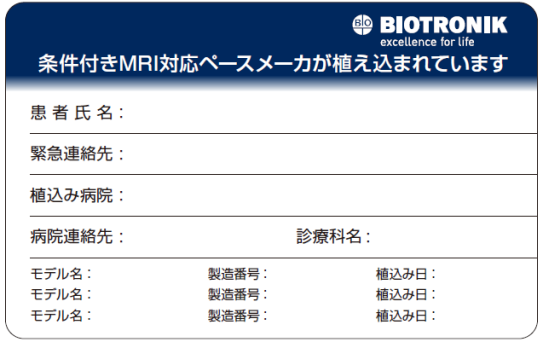 BIO BIOTRONIK
excellence for life
条件付きMRI対応ペースメーカが植え込まれています
患 者 氏 名：
緊急連絡先：
植込み病院：
病院連絡先： 診療科名：
モデル名： 製造番号： 植込み日：
モデル名： 製造番号： 植込み日：
モデル名： 製造番号： 植込み日：